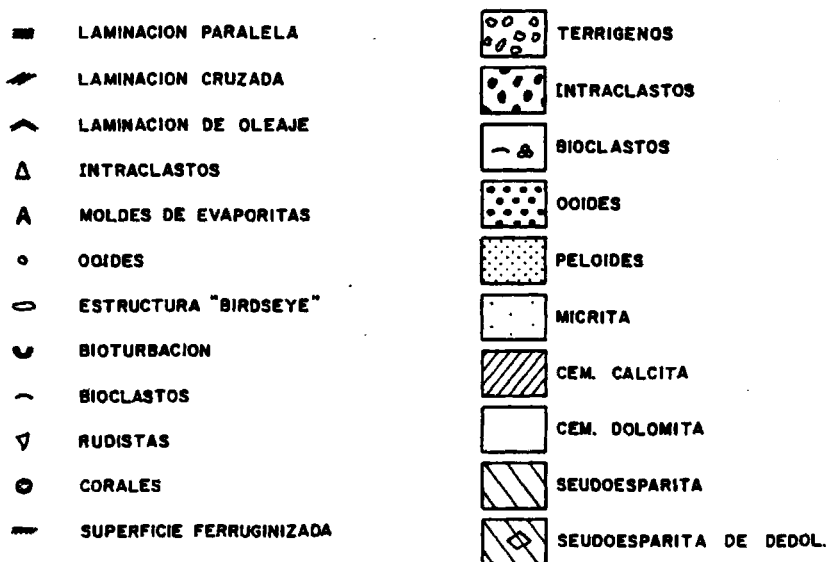 LAMINACION PARALELA
LAMINACION CRUZADA
LAMINACION DE OLEAJE
INTRACLASTOS
MOLDES DE EVAPORITAS
OOIDES
ESTRUCTURA "BIRDSEYE"
BIOTURBACION
BIOCLASTOS
RUDISTAS
CORALES
SUPERFICIE FERRUGINIZADA
TERRIGENOS
INTRACLASTOS
BIOCLASTOS
OOIDES
PELOIDES
MICRITA
CEM. CALCITA
CEM. DOLOMITA
SEUDOESPARITA
SEUDOESPARITA DE DEDOL.